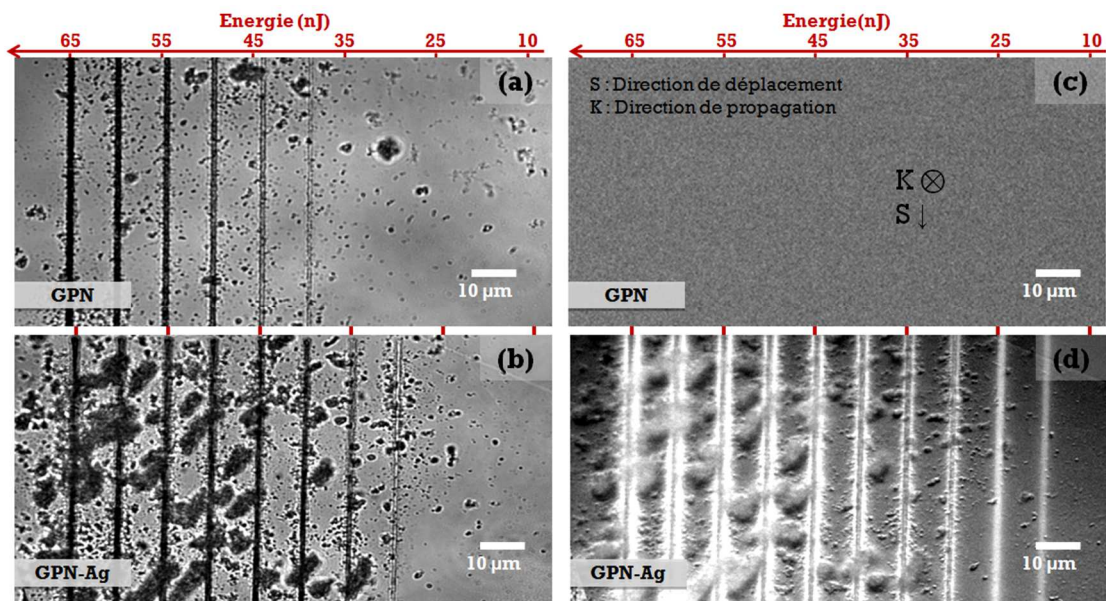 Energie (nJ)
65 55 45 35 25 10
(a)
GPN
10 µm
(b)
GPN-Ag
10 µm
Energie(nJ)
65 55 45 35 25 10
(c)
S : Direction de déplacement
K : Direction de propagation
K ⊗
S ↓
GPN
10 µm
(d)
GPN-Ag
10 µm